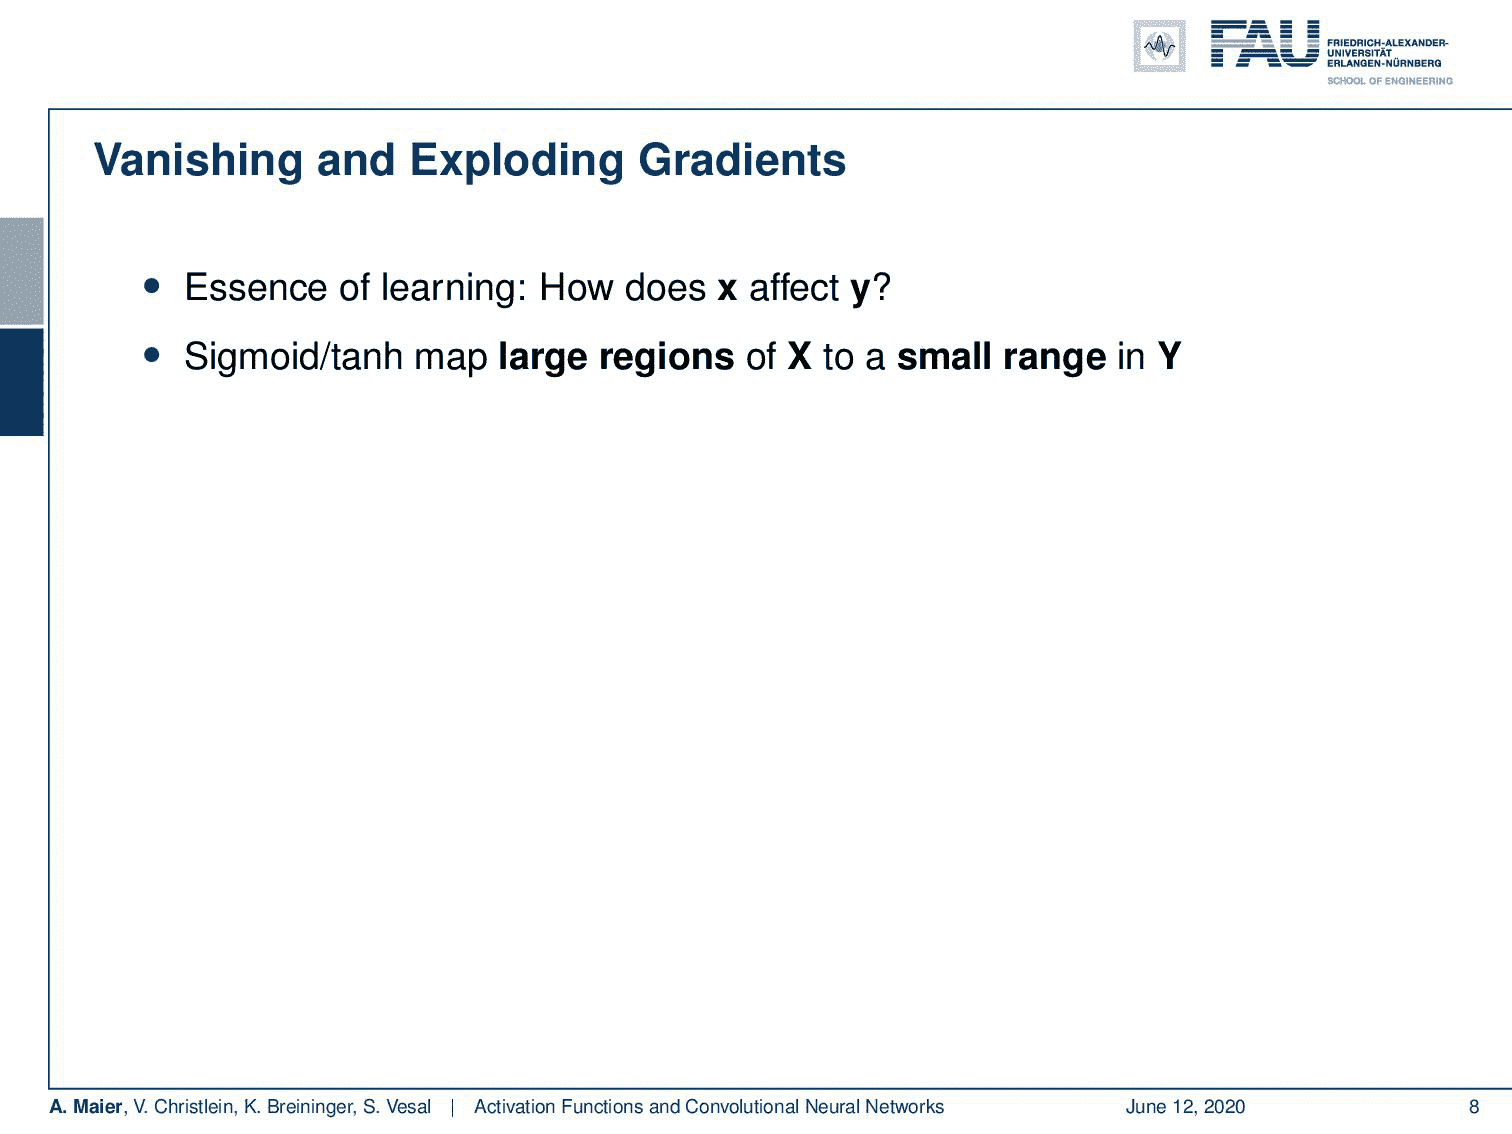 FAU
FRIEDRICH-ALEXANDER-
UNIVERSITÄT
ERLANGEN-NÜRNBERG
SCHOOL OF ENGINEERING
Vanishing and Exploding Gradients
• Essence of learning: How does x affect y?
• Sigmoid/tanh map large regions of X to a small range in Y
A. Maier, V. Christlein, K. Breininger, S. Vesal | Activation Functions and Convolutional Neural Networks June 12, 2020 8